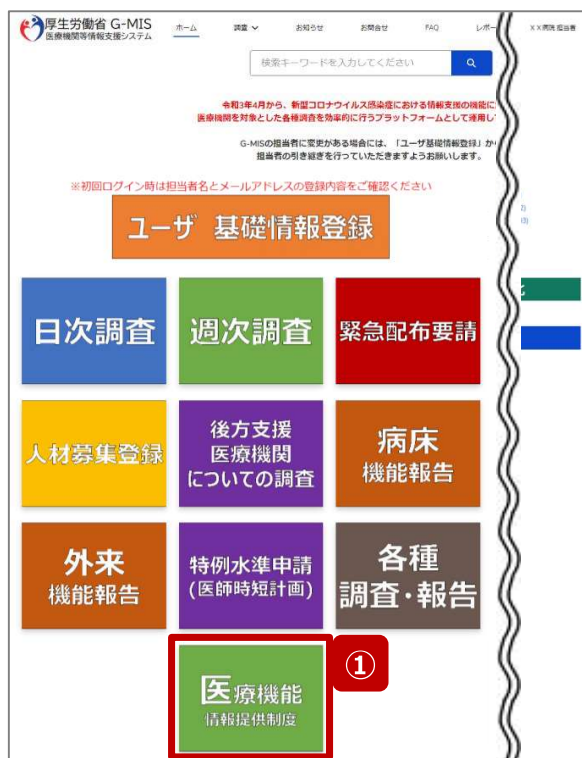 厚生労働省 G-MIS
医療機関等情報支援システム
ホーム 調査 お知らせ お問合せ FAQ レポー XX病院 担当者
検索キーワードを入力してください
令和3年4月から、新型コロナウイルス感染症における情報支援の機能に
医療機関を対象とした各種調査を効率的に行うプラットフォームとして運用し
G-MISの担当者に変更がある場合には、「ユーザ基礎情報登録」か
担当者の引き継ぎを行っていただきますようお願いします。
※初回ログイン時は担当者名とメールアドレスの登録内容をご確認ください
ユーザ 基礎情報登録
日次調査
週次調査
緊急配布要請
人材募集登録
後方支援
医療機関
についての調査
病床
機能報告
外来
機能報告
特例水準申請
(医師時短計画)
各種
調査・報告
医療機能
情報提供制度
①